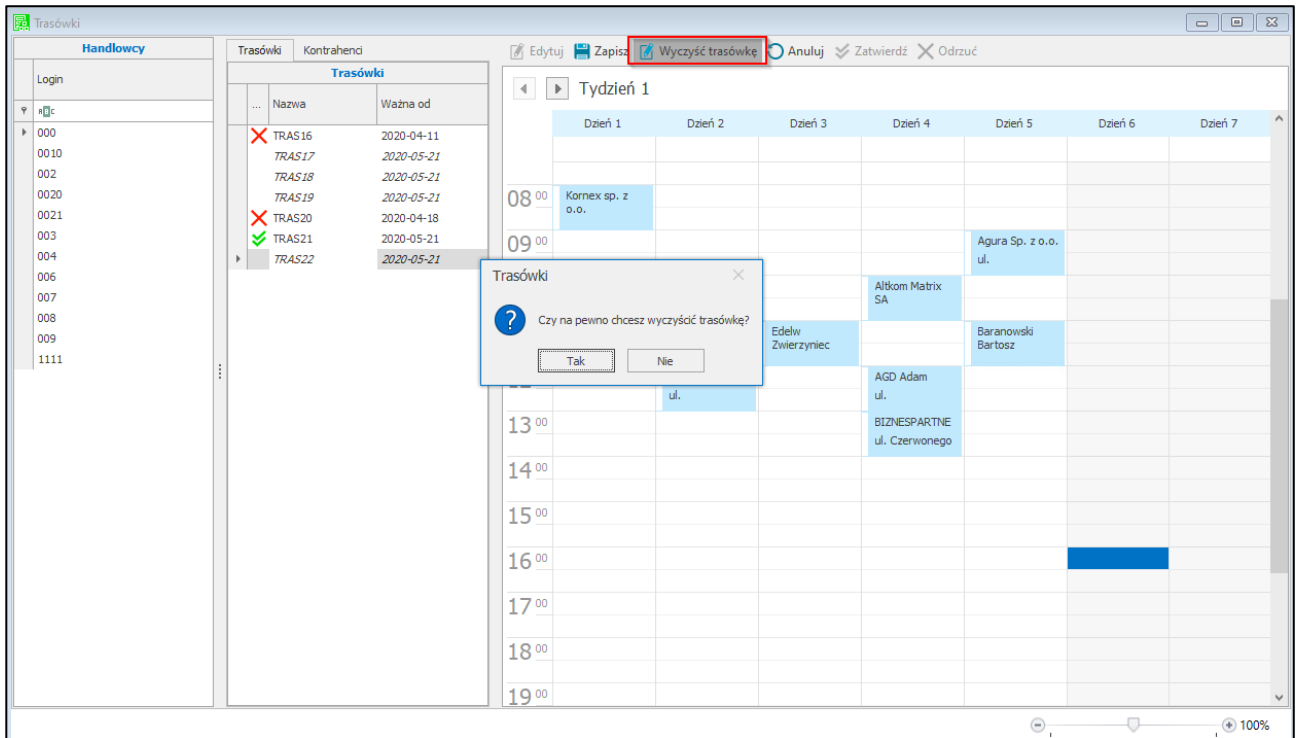 Trasówki
Handlowcy
Login
000
0010
002
0020
0021
003
004
006
007
008
009
1111
Trasówki Kontrahenci
Trasówki
... Nazwa Ważna od
TRAS16 2020-04-11
TRAS17 2020-05-21
TRAS18 2020-05-21
TRAS19 2020-05-21
TRAS20 2020-04-18
TRAS21 2020-05-21
TRAS22 2020-05-21
Edytuj Zapisz Wyczyść trasówkę Anuluj Zatwierdź Odrzuć
Tydzień 1
Dzień 1 Dzień 2 Dzień 3 Dzień 4 Dzień 5 Dzień 6 Dzień 7
08 00 Kornex sp. z
o.o.
09 00 Agura Sp. z o.o.
ul.
Altkom Matrix
SA
Edelw Baranowski
Zwierzyniec Bartosz
AGD Adam
ul. ul.
13 00 BIZNESPARTNE
ul. Czerwonego
14 00
15 00
16 00
17 00
18 00
19 00
Trasówki
Czy na pewno chcesz wyczyścić trasówkę?
Tak Nie
100%